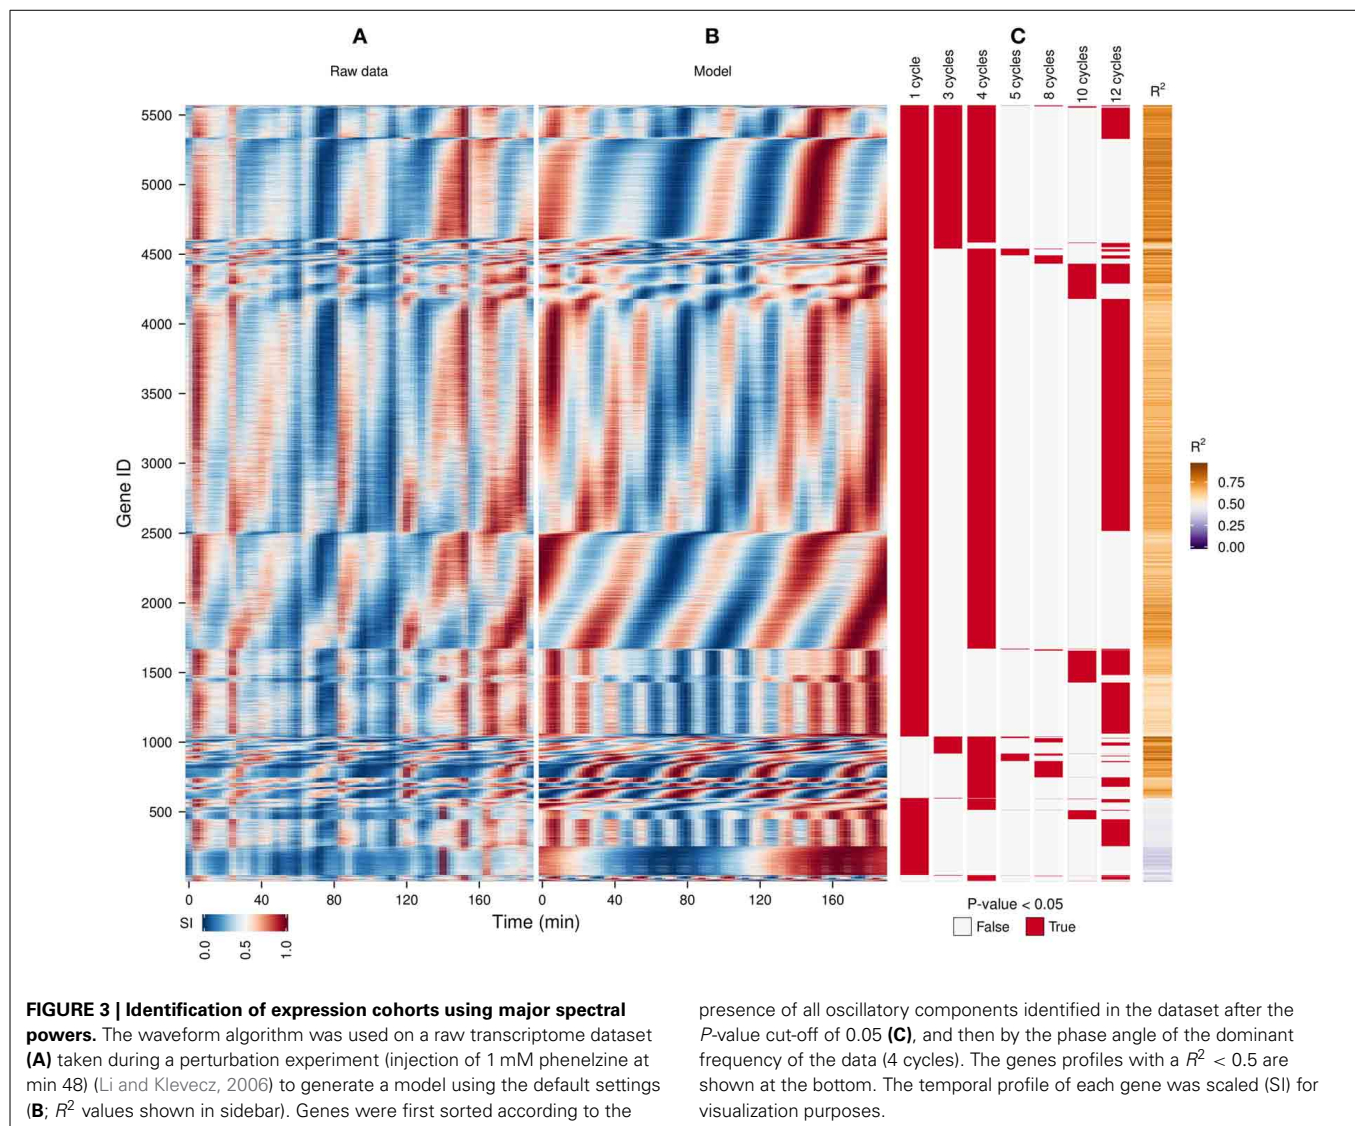 A
B
C
Raw data
Model
1 cycle
3 cycles
4 cycles
5 cycles
8 cycles
10 cycles
12 cycles
R²
5500
5000
4500
4000
3500
3000
2500
2000
1500
1000
500
Gene ID
R²
0.75
0.50
0.25
0.00
0
40
80
120
160
0
40
80
120
160
Time (min)
SI
0.0
0.5
1.0
P-value < 0.05
False
True
FIGURE 3 | Identification of expression cohorts using major spectral
powers. The waveform algorithm was used on a raw transcriptome dataset
(A) taken during a perturbation experiment (injection of 1 mM phenelzine at
min 48) (Li and Klevecz, 2006) to generate a model using the default settings
(B; R² values shown in sidebar). Genes were first sorted according to the
presence of all oscillatory components identified in the dataset after the
P-value cut-off of 0.05 (C), and then by the phase angle of the dominant
frequency of the data (4 cycles). The genes profiles with a R² < 0.5 are
shown at the bottom. The temporal profile of each gene was scaled (SI) for
visualization purposes.